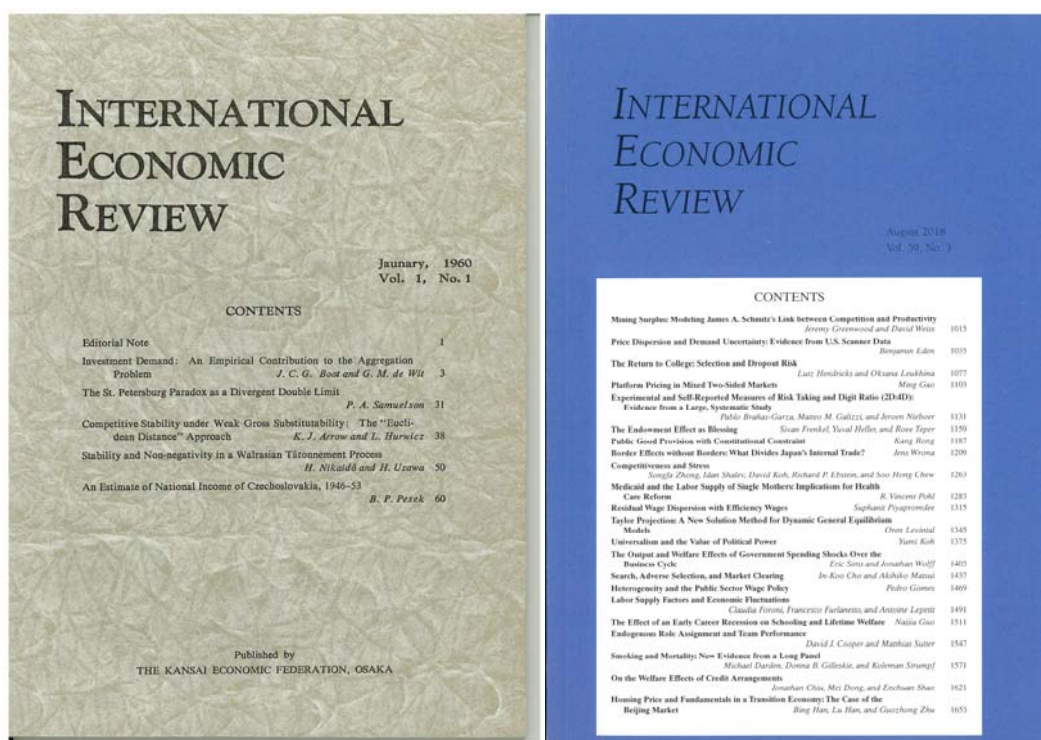 INTERNATIONAL
ECONOMIC
REVIEW
Jaunary, 1960
Vol. 1, No. 1
CONTENTS
Editorial Note 1
Investment Demand: An Empirical Contribution to the Aggregation
Problem J. C. G. Boot and G. M. de Wit 3
The St. Petersburg Paradox as a Divergent Double Limit
P. A. Samuelson 31
Competitive Stability under Weak Gross Substitutability: The "Eucli-
dean Distance" Approach K. J. Arrow and L. Hurwicz 38
Stability and Non-negativity in a Walrasian Tâtonnement Process
H. Nikaidô and H. Uzawa 50
An Estimate of National Income of Czechoslovakia, 1946-53
B. P. Pesek 60
Published by
THE KANSAI ECONOMIC FEDERATION, OSAKA
INTERNATIONAL
ECONOMIC
REVIEW
August 2018
Vol. 59, No. 3
CONTENTS
Mining Surplus: Modeling James A. Schmitz's Link between Competition and Productivity
Jeremy Greenwood and David Weiss 1015
Price Dispersion and Demand Uncertainty: Evidence from U.S. Scanner Data
Benjamin Eden 1035
The Return to College: Selection and Dropout Risk
Lutz Hendricks and Oksana Leukhina 1077
Platform Pricing in Mixed Two-Sided Markets Ming Gao 1103
Experimental and Self-Reported Measures of Risk Taking and Digit Ratio (2D:4D):
Evidence from a Large, Systematic Study
Pablo Brañas-Garza, Matteo M. Galizzi, and Jeroen Nieboer 1131
The Endowment Effect as Blessing Sivan Frenkel, Yuval Heller, and Roee Teper 1159
Public Good Provision with Constitutional Constraint Kang Rong 1187
Border Effects without Borders: What Divides Japan's Internal Trade? Jens Wrona 1209
Competitiveness and Stress
Songfa Zhong, Idan Shalev, David Koh, Richard P. Ebstein, and Soo Hong Chew 1263
Medicaid and the Labor Supply of Single Mothers: Implications for Health
Care Reform R. Vincent Pohl 1283
Residual Wage Dispersion with Efficiency Wages Suphanit Piyapromdee 1315
Taylor Projection: A New Solution Method for Dynamic General Equilibrium
Models Oren Levintal 1345
Universalism and the Value of Political Power Yumi Koh 1375
The Output and Welfare Effects of Government Spending Shocks Over the
Business Cycle Eric Sims and Jonathan Wolff 1403
Search, Adverse Selection, and Market Clearing In-Koo Cho and Akihiko Matsui 1437
Heterogeneity and the Public Sector Wage Policy Pedro Gomes 1469
Labor Supply Factors and Economic Fluctuations
Claudia Foroni, Francesco Furlanetto, and Antoine Lepetit 1491
The Effect of an Early Career Recession on Schooling and Lifetime Welfare Naijia Guo 1511
Endogenous Role Assignment and Team Performance
David J. Cooper and Matthias Sutter 1547
Smoking and Mortality: New Evidence from a Long Panel
Michael Darden, Donna B. Gilleskie, and Koleman Strumpf 1571
On the Welfare Effects of Credit Arrangements
Jonathan Chiu, Mei Dong, and Enchuan Shao 1621
Housing Price and Fundamentals in a Transition Economy: The Case of the
Beijing Market Bing Han, Lu Han, and Guozhong Zhu 1653